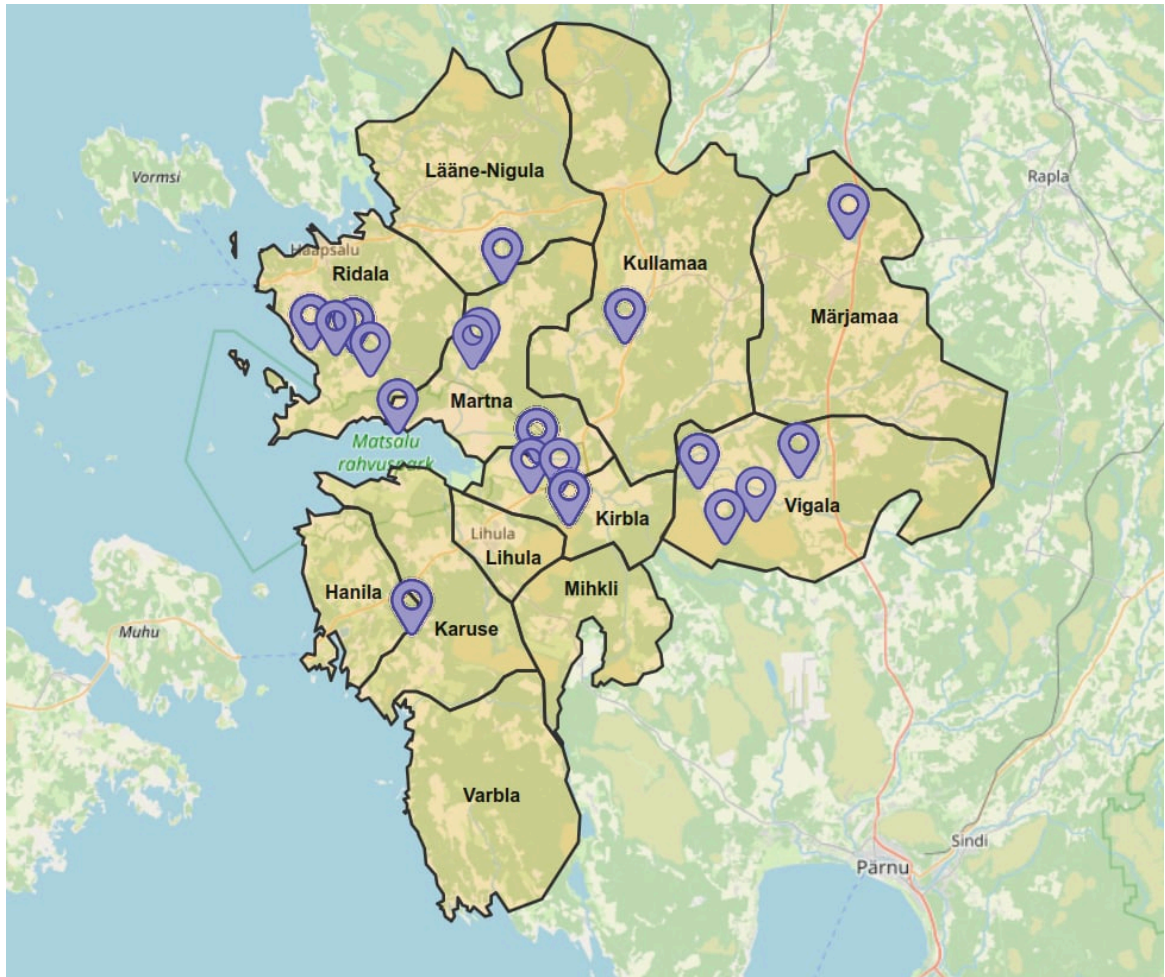 Vormsi
Lääne-Nigula
Rapla
Haapsalu
Ridala
Kullamaa
Märjamaa
Martna
Matsalu
rahvuspark
Vigala
Kirbla
Lihula
Lihula
Mihkli
Hanila
Karuse
Muhu
Varbla
Sindi
Pärnu